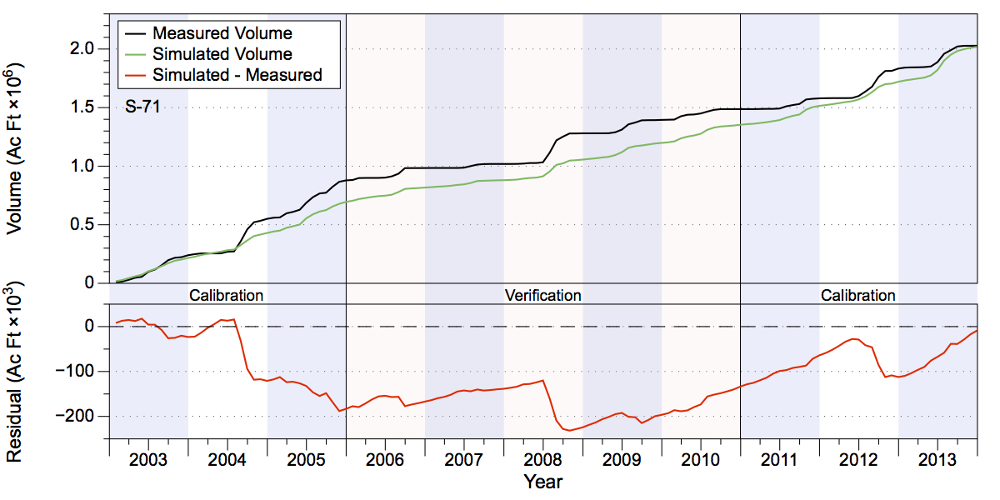 Measured Volume
Simulated Volume
Simulated - Measured
S-71
Volume (Ac Ft ×10⁶)
2.0
1.5
1.0
0.5
0
Calibration Verification Calibration
Residual (Ac Ft ×10³)
0
−100
−200
2003 2004 2005 2006 2007 2008 2009 2010 2011 2012 2013
Year